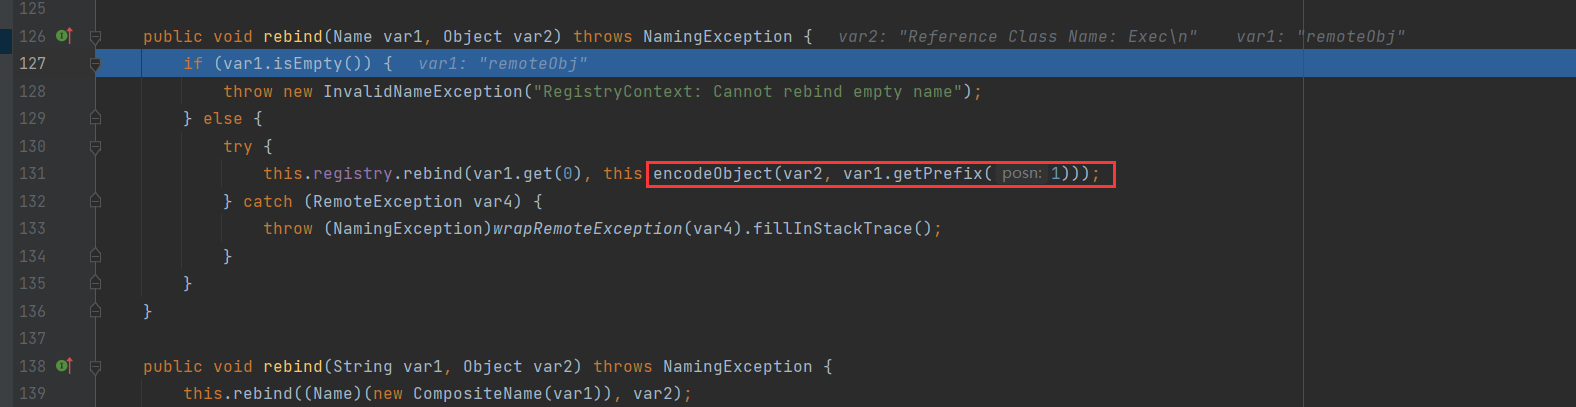 125
126 public void rebind(Name var1, Object var2) throws NamingException { var2: "Reference Class Name: Exec\n" var1: "remoteObj"
127 if (var1.isEmpty()) { var1: "remoteObj"
128 throw new InvalidNameException("RegistryContext: Cannot rebind empty name");
129 } else {
130 try {
131 this.registry.rebind(var1.get(0), this encodeObject(var2, var1.getPrefix( posn: 1)));
132 } catch (RemoteException var4) {
133 throw (NamingException)wrapRemoteException(var4).fillInStackTrace();
134 }
135 }
136 }
137
138 public void rebind(String var1, Object var2) throws NamingException {
139 this.rebind((Name)(new CompositeName(var1)), var2);